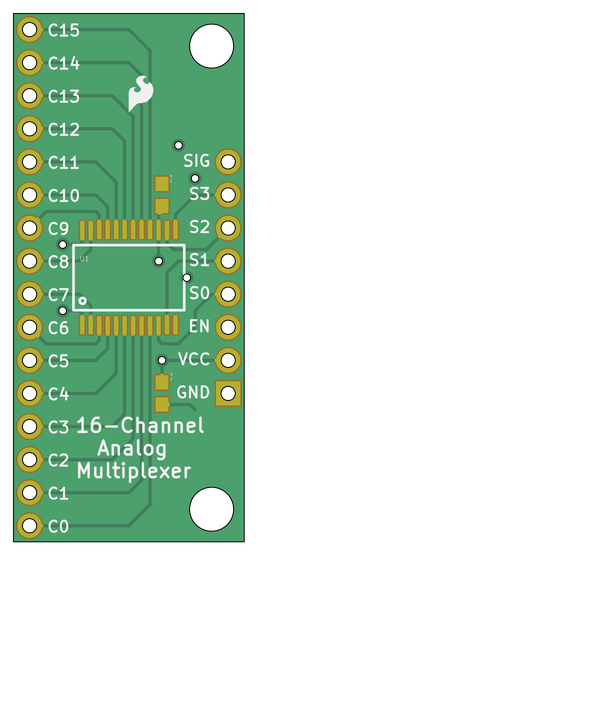 C15
C14
C13
C12
C11
C10
C9
C8
C7
C6
C5
C4
C3
C2
C1
C0
SIG
S3
S2
S1
S0
EN
VCC
GND
U1
16-Channel
Analog
Multiplexer